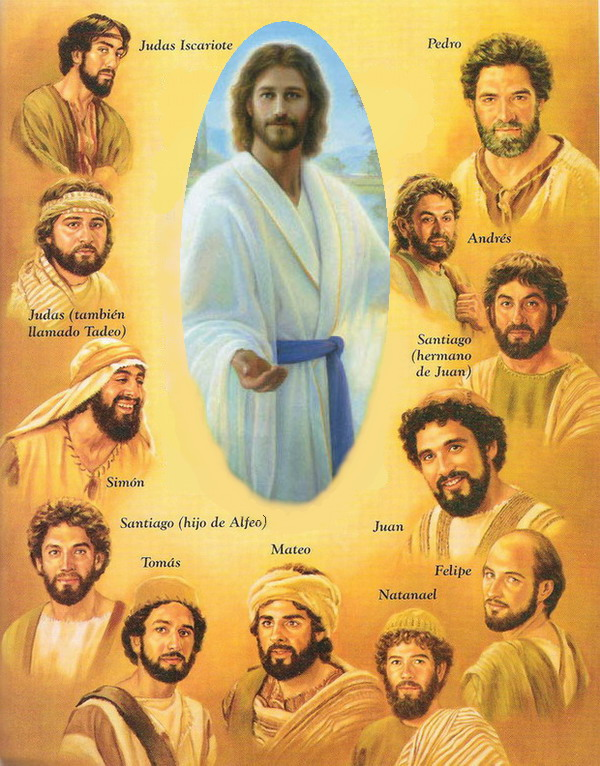 Judas Iscariote
Pedro
Andrés
Judas (también
llamado Tadeo)
Santiago
(hermano
de Juan)
Simón
Santiago (hijo de Alfeo)
Juan
Tomás
Mateo
Felipe
Natanael